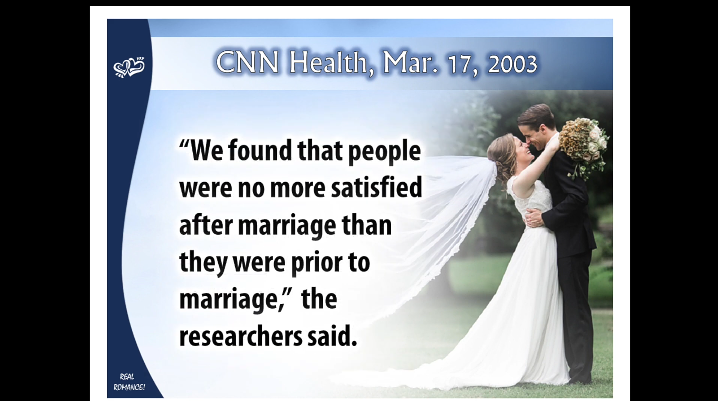 CNN Health, Mar. 17, 2003
“We found that people
were no more satisfied
after marriage than
they were prior to
marriage,” the
researchers said.
REAL
ROMANCE!